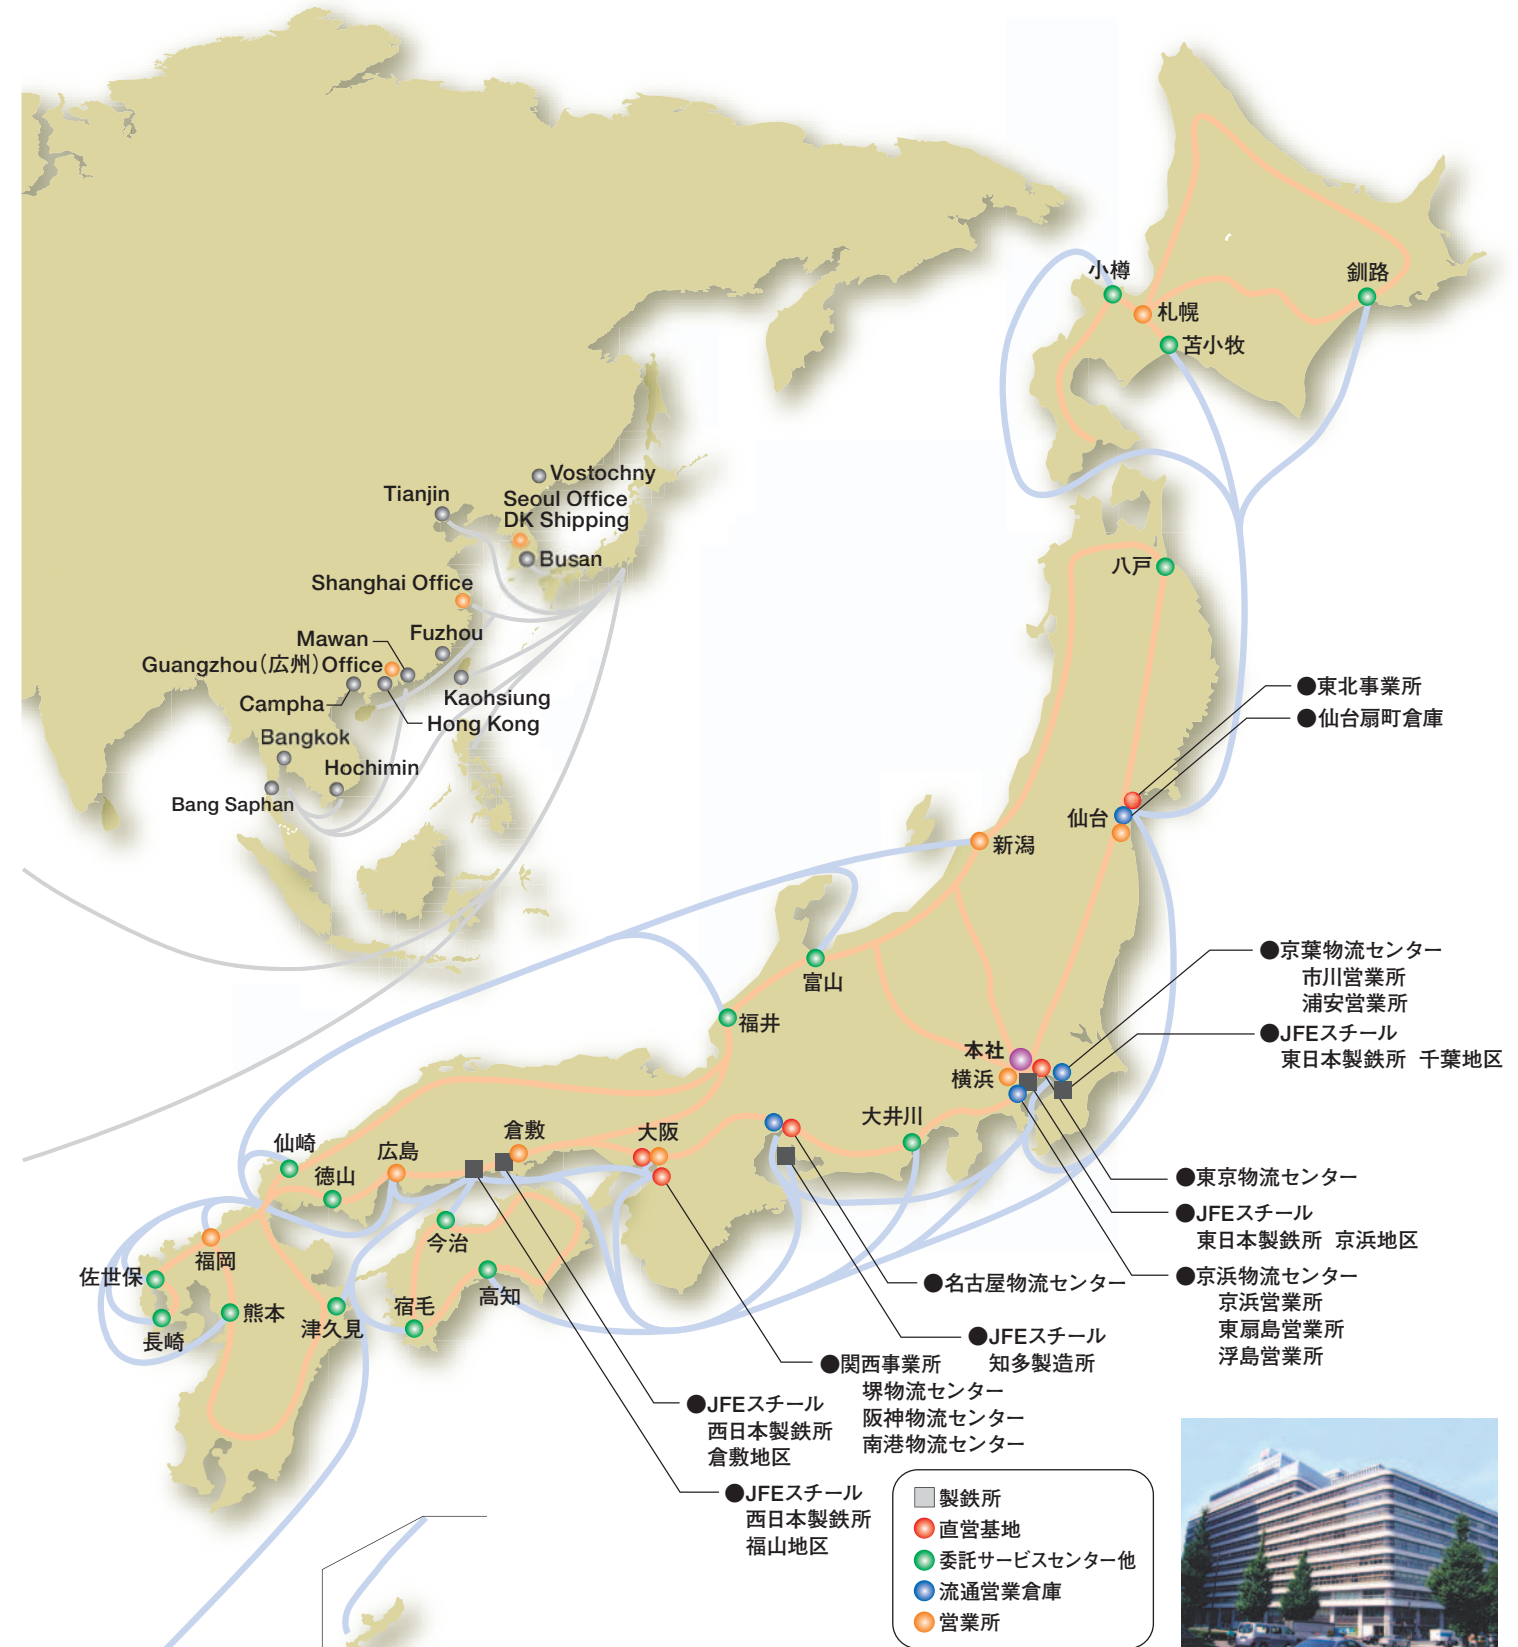 小樽
釧路
札幌
苫小牧
Vostochny
Tianjin
Seoul Office
DK Shipping
Busan
八戸
Shanghai Office
Mawan
Fuzhou
Guangzhou(広州)Office
Campha
Kaohsiung
Hong Kong
Bangkok
Hochimin
Bang Saphan
●東北事業所
●仙台扇町倉庫
仙台
新潟
富山
福井
●京葉物流センター
市川営業所
浦安営業所
●JFEスチール
東日本製鉄所 千葉地区
本社
横浜
大井川
大阪
倉敷
広島
仙崎
徳山
今治
高知
宿毛
福岡
佐世保
長崎
熊本
津久見
●東京物流センター
●JFEスチール
東日本製鉄所 京浜地区
●京浜物流センター
京浜営業所
東扇島営業所
浮島営業所
●名古屋物流センター
●JFEスチール
知多製造所
●関西事業所
堺物流センター
阪神物流センター
南港物流センター
●JFEスチール
西日本製鉄所
倉敷地区
●JFEスチール
西日本製鉄所
福山地区
製鉄所
直営基地
委託サービスセンター他
流通営業倉庫
営業所